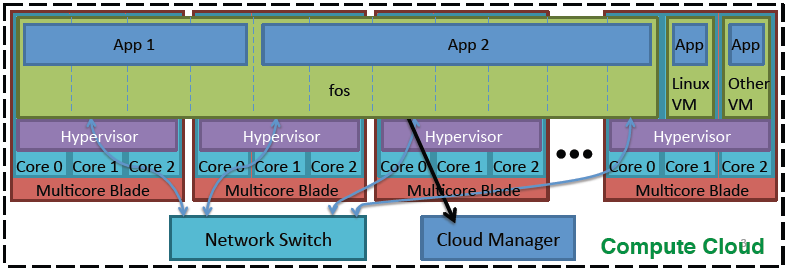 App 1
App 2
App
App
fos
Linux
VM
Other
VM
Hypervisor
Hypervisor
Hypervisor
Hypervisor
Core 0 Core 1 Core 2
Core 0 Core 1 Core 2
Core 0 Core 1 Core 2
Core 0 Core 1 Core 2
Multicore Blade
Multicore Blade
Multicore Blade
Multicore Blade
Network Switch
Cloud Manager
Compute Cloud